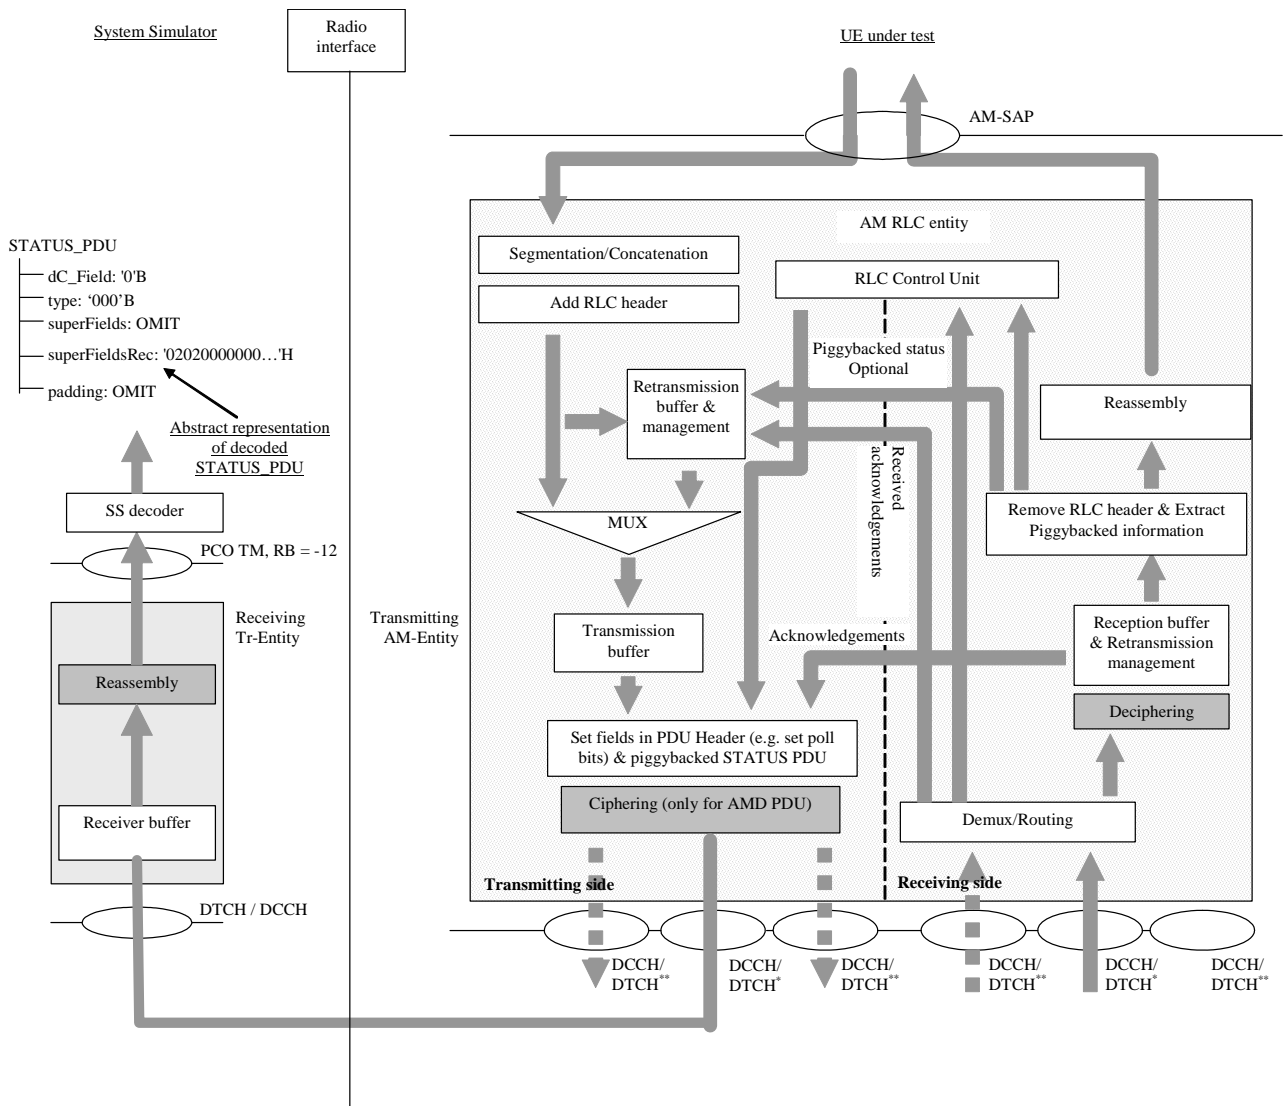 System Simulator
Radio
interface
UE under test
AM-SAP
AM RLC entity
STATUS_PDU
dC_Field: '0'B
type: ‘000’B
superFields: OMIT
superFieldsRec: '02020000000…'H
padding: OMIT
Abstract representation
of decoded
STATUS_PDU
SS decoder
PCO TM, RB = -12
Receiving
Tr-Entity
Reassembly
Receiver buffer
DTCH / DCCH
Transmitting
AM-Entity
Segmentation/Concatenation
Add RLC header
RLC Control Unit
Piggybacked status
Optional
Retransmission
buffer &
management
Reassembly
Received
acknowledgements
MUX
Remove RLC header & Extract
Piggybacked information
Transmission
buffer
Acknowledgements
Reception buffer
& Retransmission
management
Deciphering
Set fields in PDU Header (e.g. set poll
bits) & piggybacked STATUS PDU
Ciphering (only for AMD PDU)
Demux/Routing
Transmitting side
Receiving side
DCCH/
DTCH**
DCCH/
DTCH*
DCCH/
DTCH**
DCCH/
DTCH**
DCCH/
DTCH*
DCCH/
DTCH**